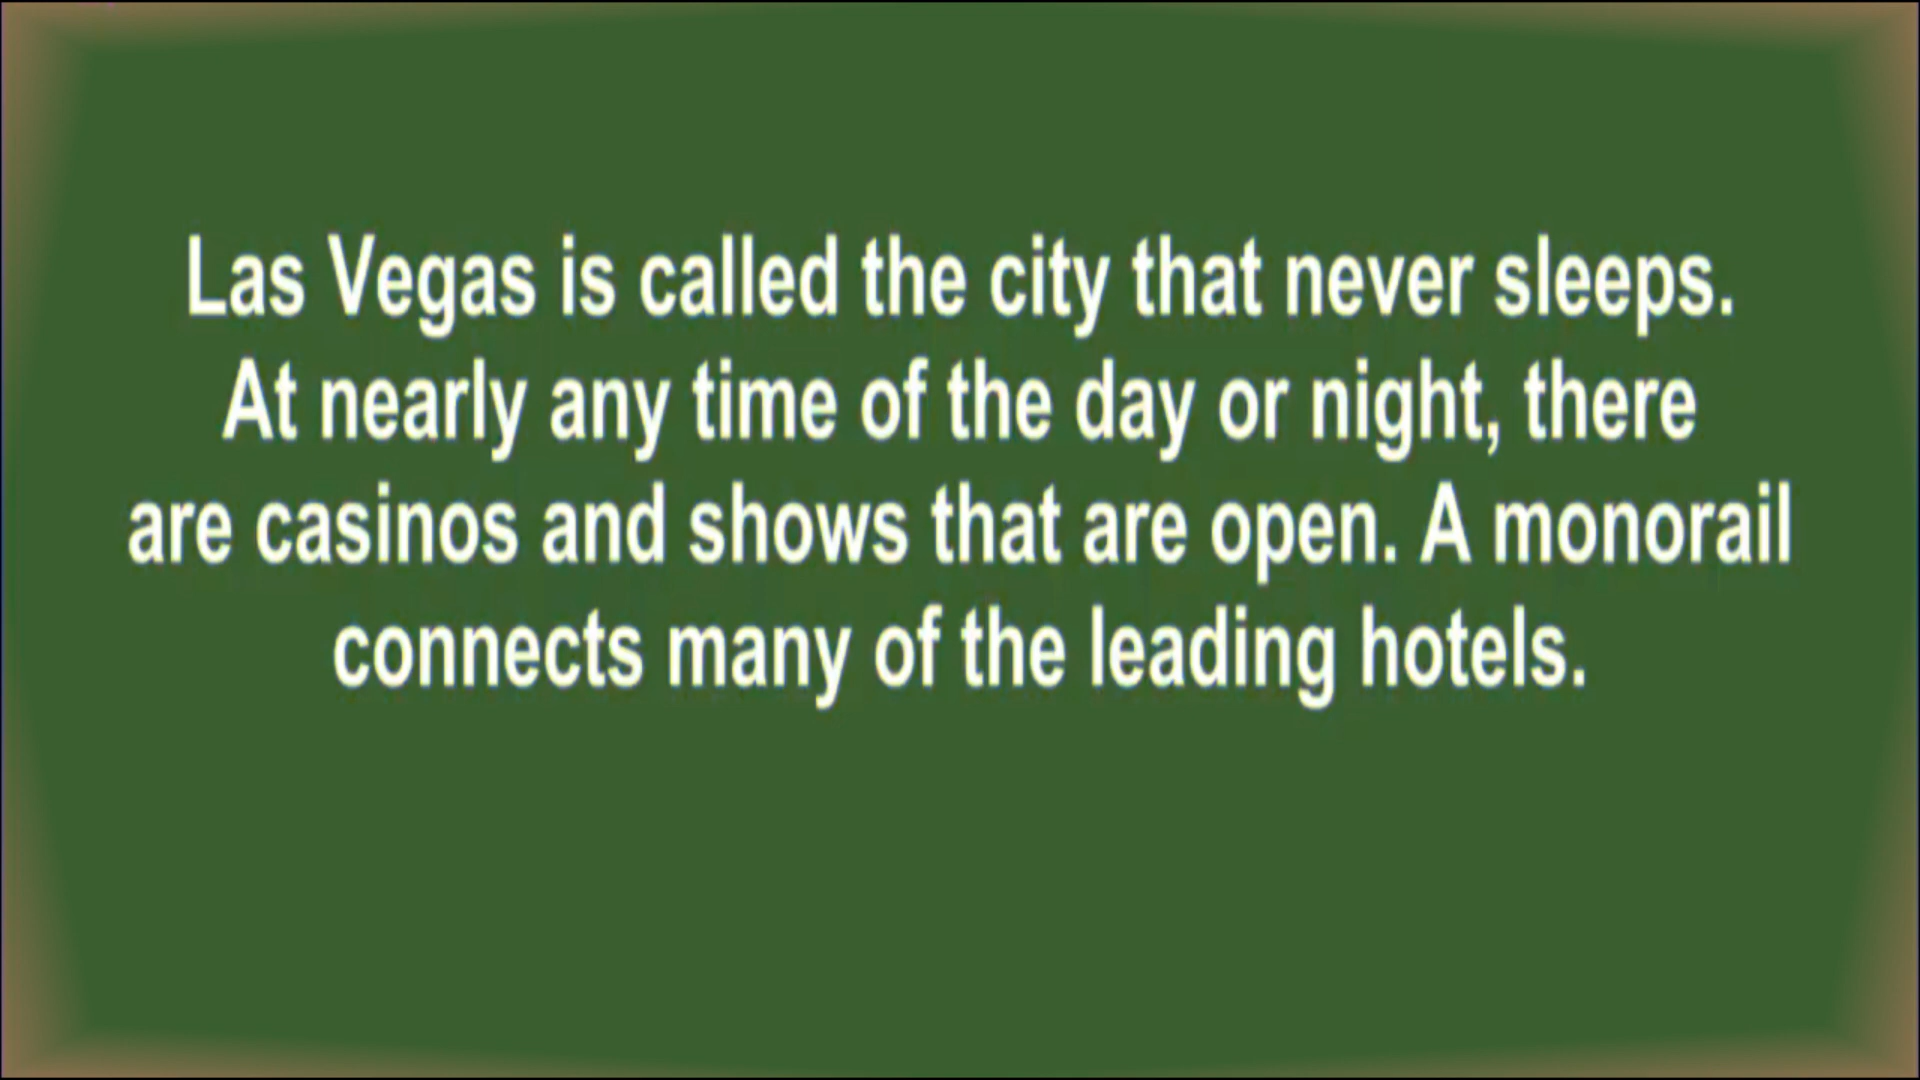 Las Vegas is called the city that never sleeps.
At nearly any time of the day or night, there
are casinos and shows that are open. A monorail
connects many of the leading hotels.